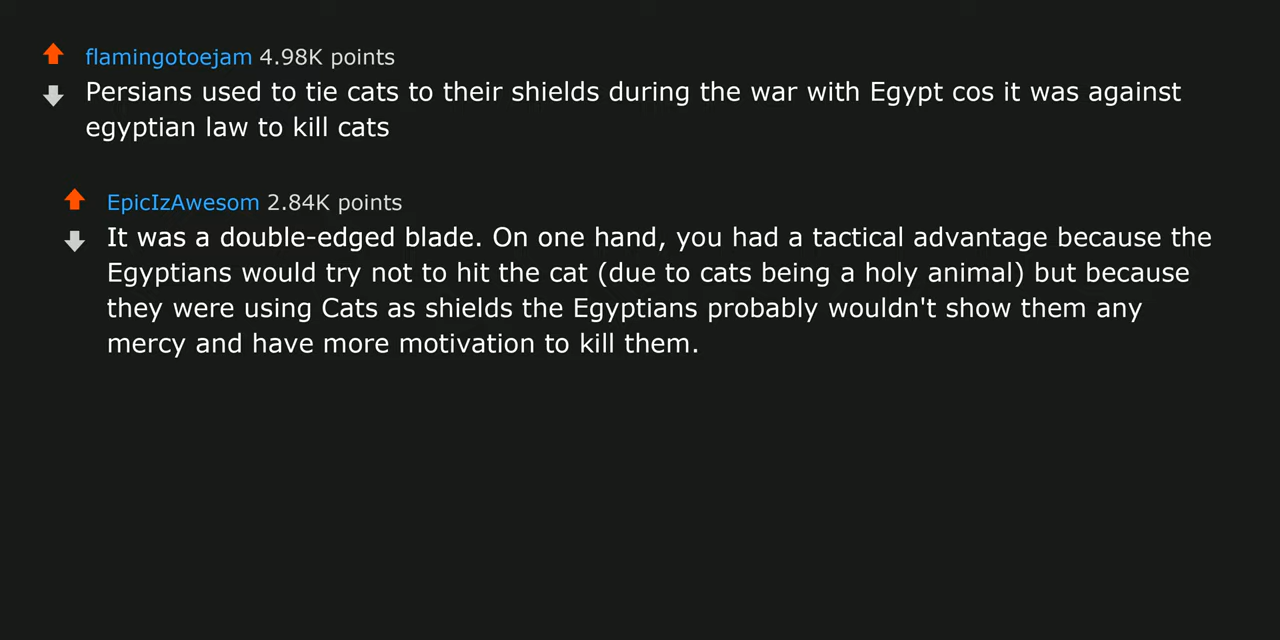 flamingotoejam 4.98K points
Persians used to tie cats to their shields during the war with Egypt cos it was against
egyptian law to kill cats
EpicIzAwesom 2.84K points
It was a double-edged blade. On one hand, you had a tactical advantage because the
Egyptians would try not to hit the cat (due to cats being a holy animal) but because
they were using Cats as shields the Egyptians probably wouldn't show them any
mercy and have more motivation to kill them.